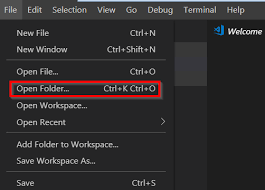 File Edit Selection View Go Debug Terminal Help
Welcome
New File Ctrl+N
New Window Ctrl+Shift+N
Open File... Ctrl+O
Open Folder... Ctrl+K Ctrl+O
Open Workspace...
Open Recent
Add Folder to Workspace...
Save Workspace As...
Save Ctrl+S